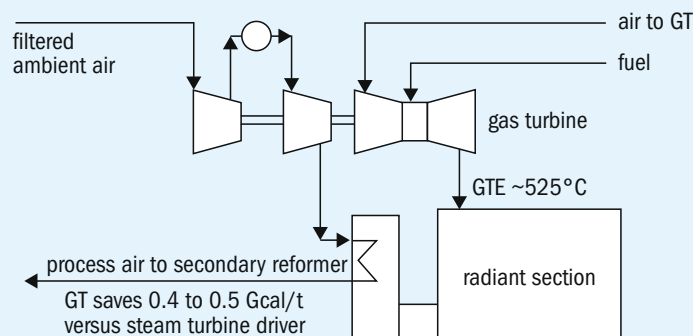 filtered
ambient air
air to GT
fuel
gas turbine
GTE ~525°C
process air to secondary reformer
radiant section
GT saves 0.4 to 0.5 Gcal/t
versus steam turbine driver